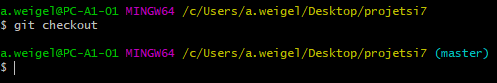 a.weigel@PC-A1-01 MINGW64 /c/Users/a.weigel/Desktop/projetsi7
$ git checkout
a.weigel@PC-A1-01 MINGW64 /c/Users/a.weigel/Desktop/projetsi7 (master)
$